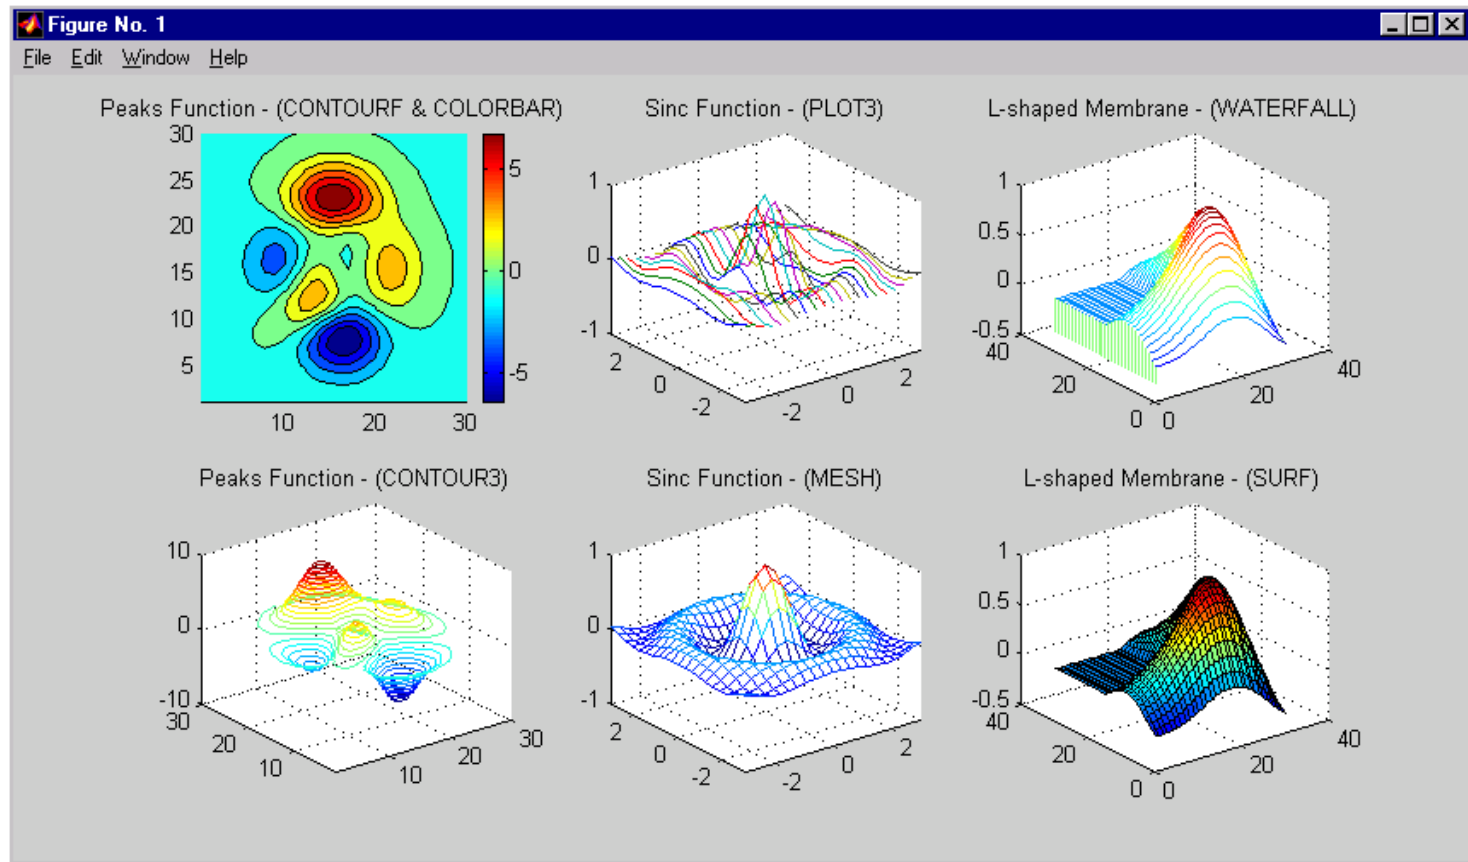 Figure No. 1
File Edit Window Help
Peaks Function - (CONTOURF & COLORBAR)
30
25
20
15
10
5
10 20 30
5
0
-5
Sinc Function - (PLOT3)
1
0
-1
2 0 -2
-2 0 2
L-shaped Membrane - (WATERFALL)
1
0.5
0
-0.5
40 20 0
0 20 40
Peaks Function - (CONTOUR3)
10
0
-10
30 20 10
10 20 30
Sinc Function - (MESH)
1
0
-1
2 0 -2
-2 0 2
L-shaped Membrane - (SURF)
1
0.5
0
-0.5
40 20 0
0 20 40